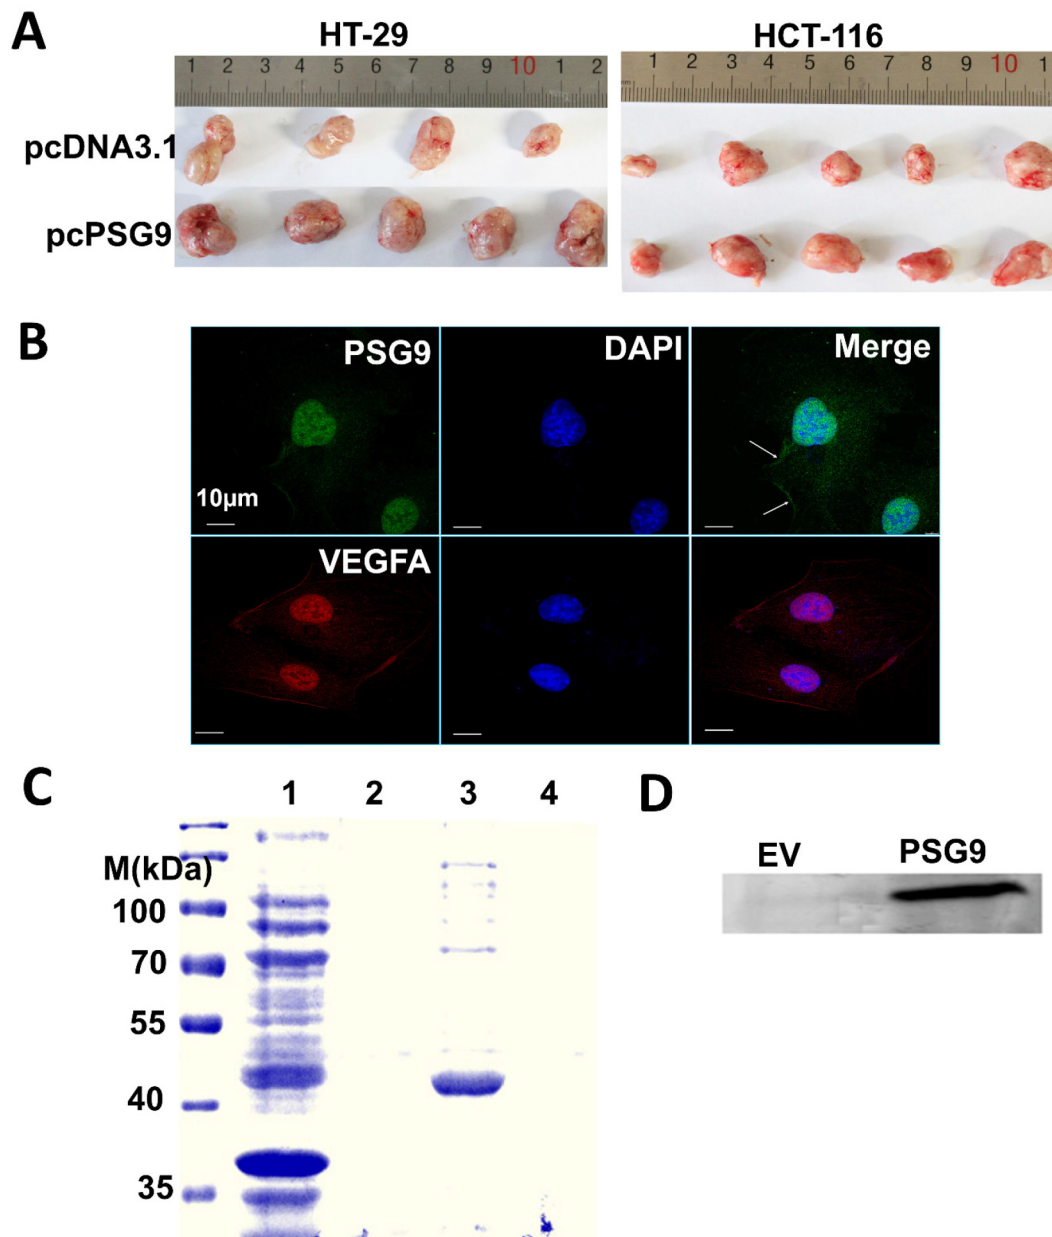 A
HT-29
HCT-116
1 2 3 4 5 6 7 8 9 10 1 2
1 2 3 4 5 6 7 8 9 10 1
pcDNA3.1
pcPSG9
B
PSG9
DAPI
Merge
10µm
VEGFA
C
1 2 3 4
M(kDa)
100
70
55
40
35
D
EV
PSG9